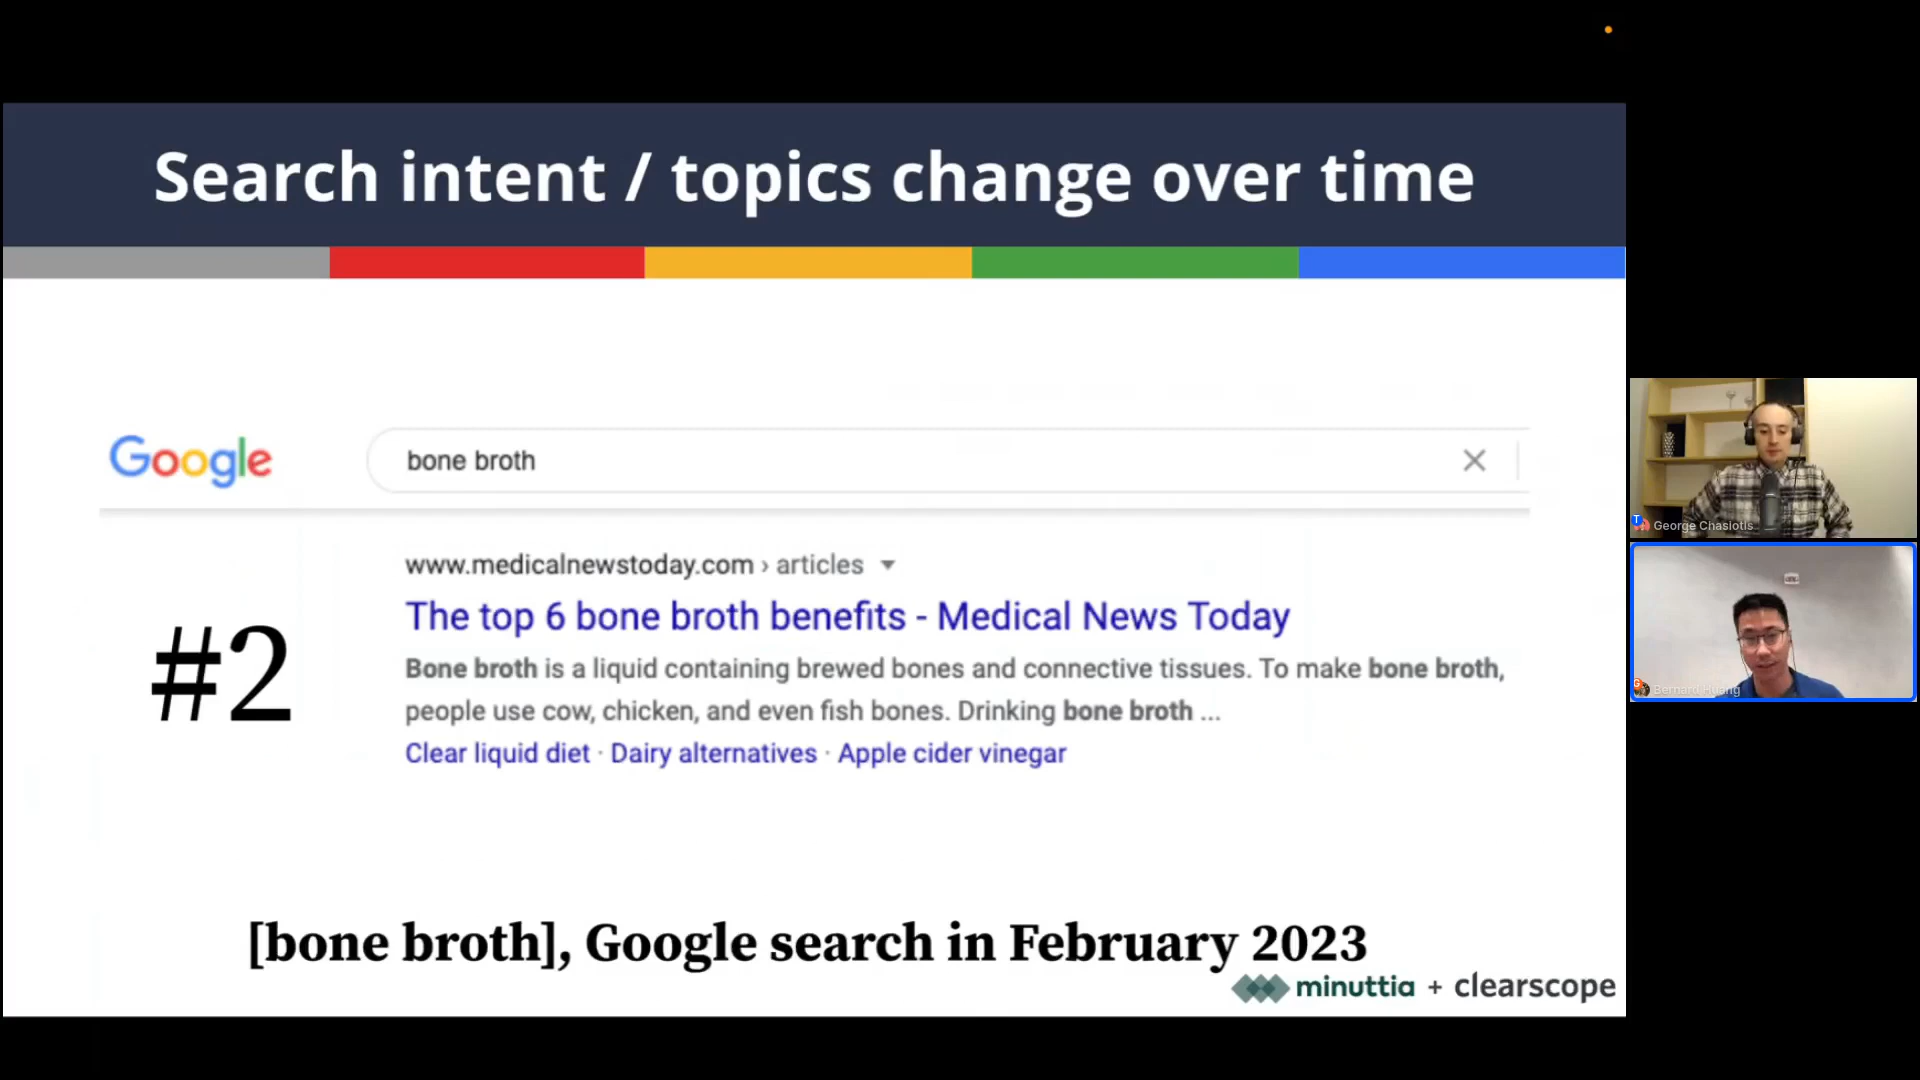 Search intent / topics change over time
Google
bone broth
www.medicalnewstoday.com › articles
#2
The top 6 bone broth benefits - Medical News Today
Bone broth is a liquid containing brewed bones and connective tissues. To make bone broth,
people use cow, chicken, and even fish bones. Drinking bone broth ...
Clear liquid diet · Dairy alternatives · Apple cider vinegar
[bone broth], Google search in February 2023
minuttia + clearscope
George Chasiotis
Bernard Huang